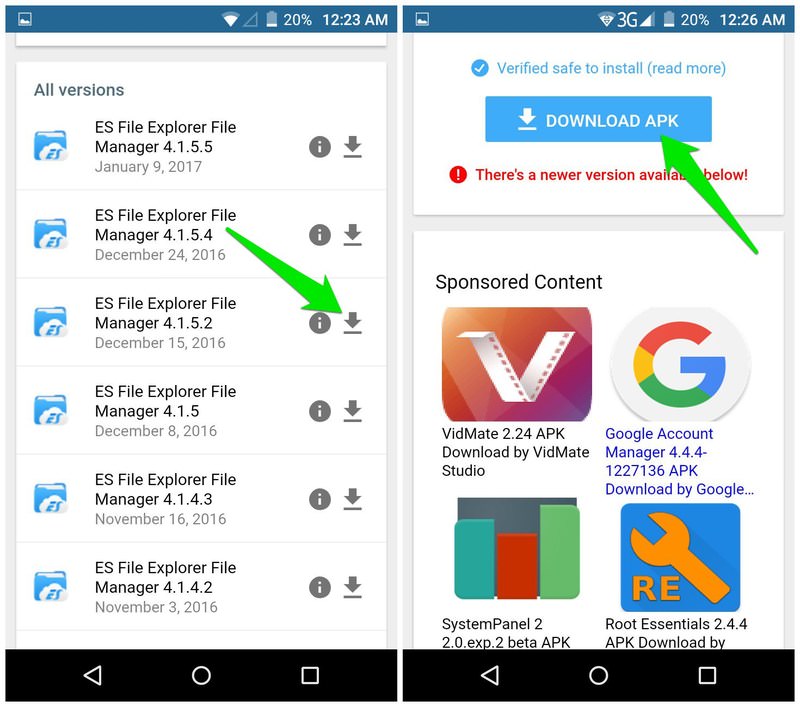 20% 12:23 AM
All versions
ES File Explorer File
Manager 4.1.5.5
January 9, 2017
ES File Explorer File
Manager 4.1.5.4
December 24, 2016
ES File Explorer File
Manager 4.1.5.2
December 15, 2016
ES File Explorer File
Manager 4.1.5
December 8, 2016
ES File Explorer File
Manager 4.1.4.3
November 16, 2016
ES File Explorer File
Manager 4.1.4.2
November 3, 2016
3G 20% 12:26 AM
Verified safe to install (read more)
DOWNLOAD APK
There's a newer version available below!
Sponsored Content
VidMate 2.24 APK
Download by VidMate
Studio
Google Account
Manager 4.4.4-
1227136 APK
Download by Google...
SystemPanel 2
2.0.exp.2 beta APK
RE
Root Essentials 2.4.4
APK Download by